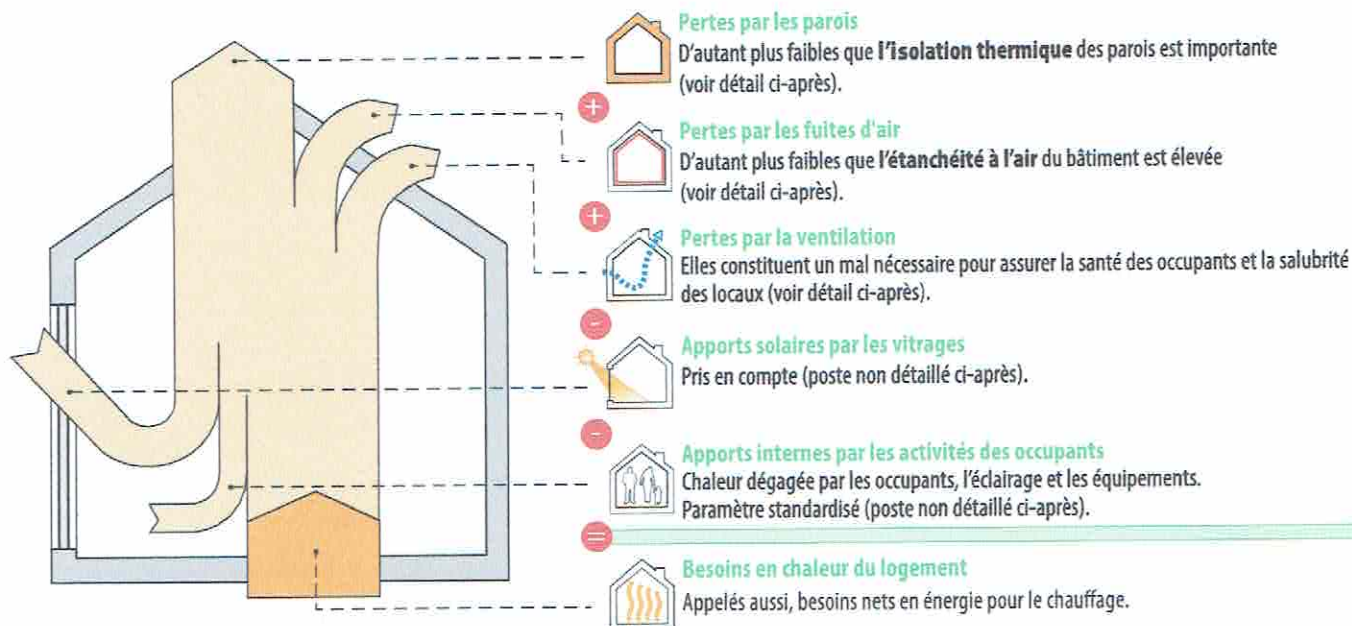 Pertes par les parois
D'autant plus faibles que l'isolation thermique des parois est importante
(voir détail ci-après).
+
Pertes par les fuites d'air
D'autant plus faibles que l'étanchéité à l'air du bâtiment est élevée
(voir détail ci-après).
+
Pertes par la ventilation
Elles constituent un mal nécessaire pour assurer la santé des occupants et la salubrité
des locaux (voir détail ci-après).
-
Apports solaires par les vitrages
Pris en compte (poste non détaillé ci-après).
-
Apports internes par les activités des occupants
Chaleur dégagée par les occupants, l'éclairage et les équipements.
Paramètre standardisé (poste non détaillé ci-après).
=
Besoins en chaleur du logement
Appelés aussi, besoins nets en énergie pour le chauffage.